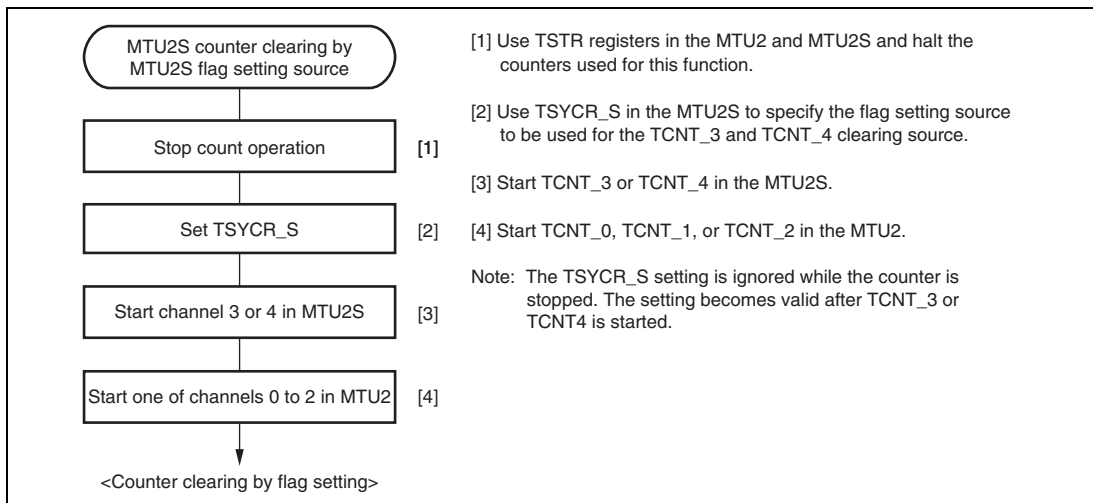 MTU2S counter clearing by
MTU2S flag setting source
Stop count operation
[1]
Set TSYCR_S
[2]
Start channel 3 or 4 in MTU2S
[3]
Start one of channels 0 to 2 in MTU2
[4]
<Counter clearing by flag setting>
[1] Use TSTR registers in the MTU2 and MTU2S and halt the
counters used for this function.
[2] Use TSYCR_S in the MTU2S to specify the flag setting source
to be used for the TCNT_3 and TCNT_4 clearing source.
[3] Start TCNT_3 or TCNT_4 in the MTU2S.
[4] Start TCNT_0, TCNT_1, or TCNT_2 in the MTU2.
Note: The TSYCR_S setting is ignored while the counter is
stopped. The setting becomes valid after TCNT_3 or
TCNT4 is started.